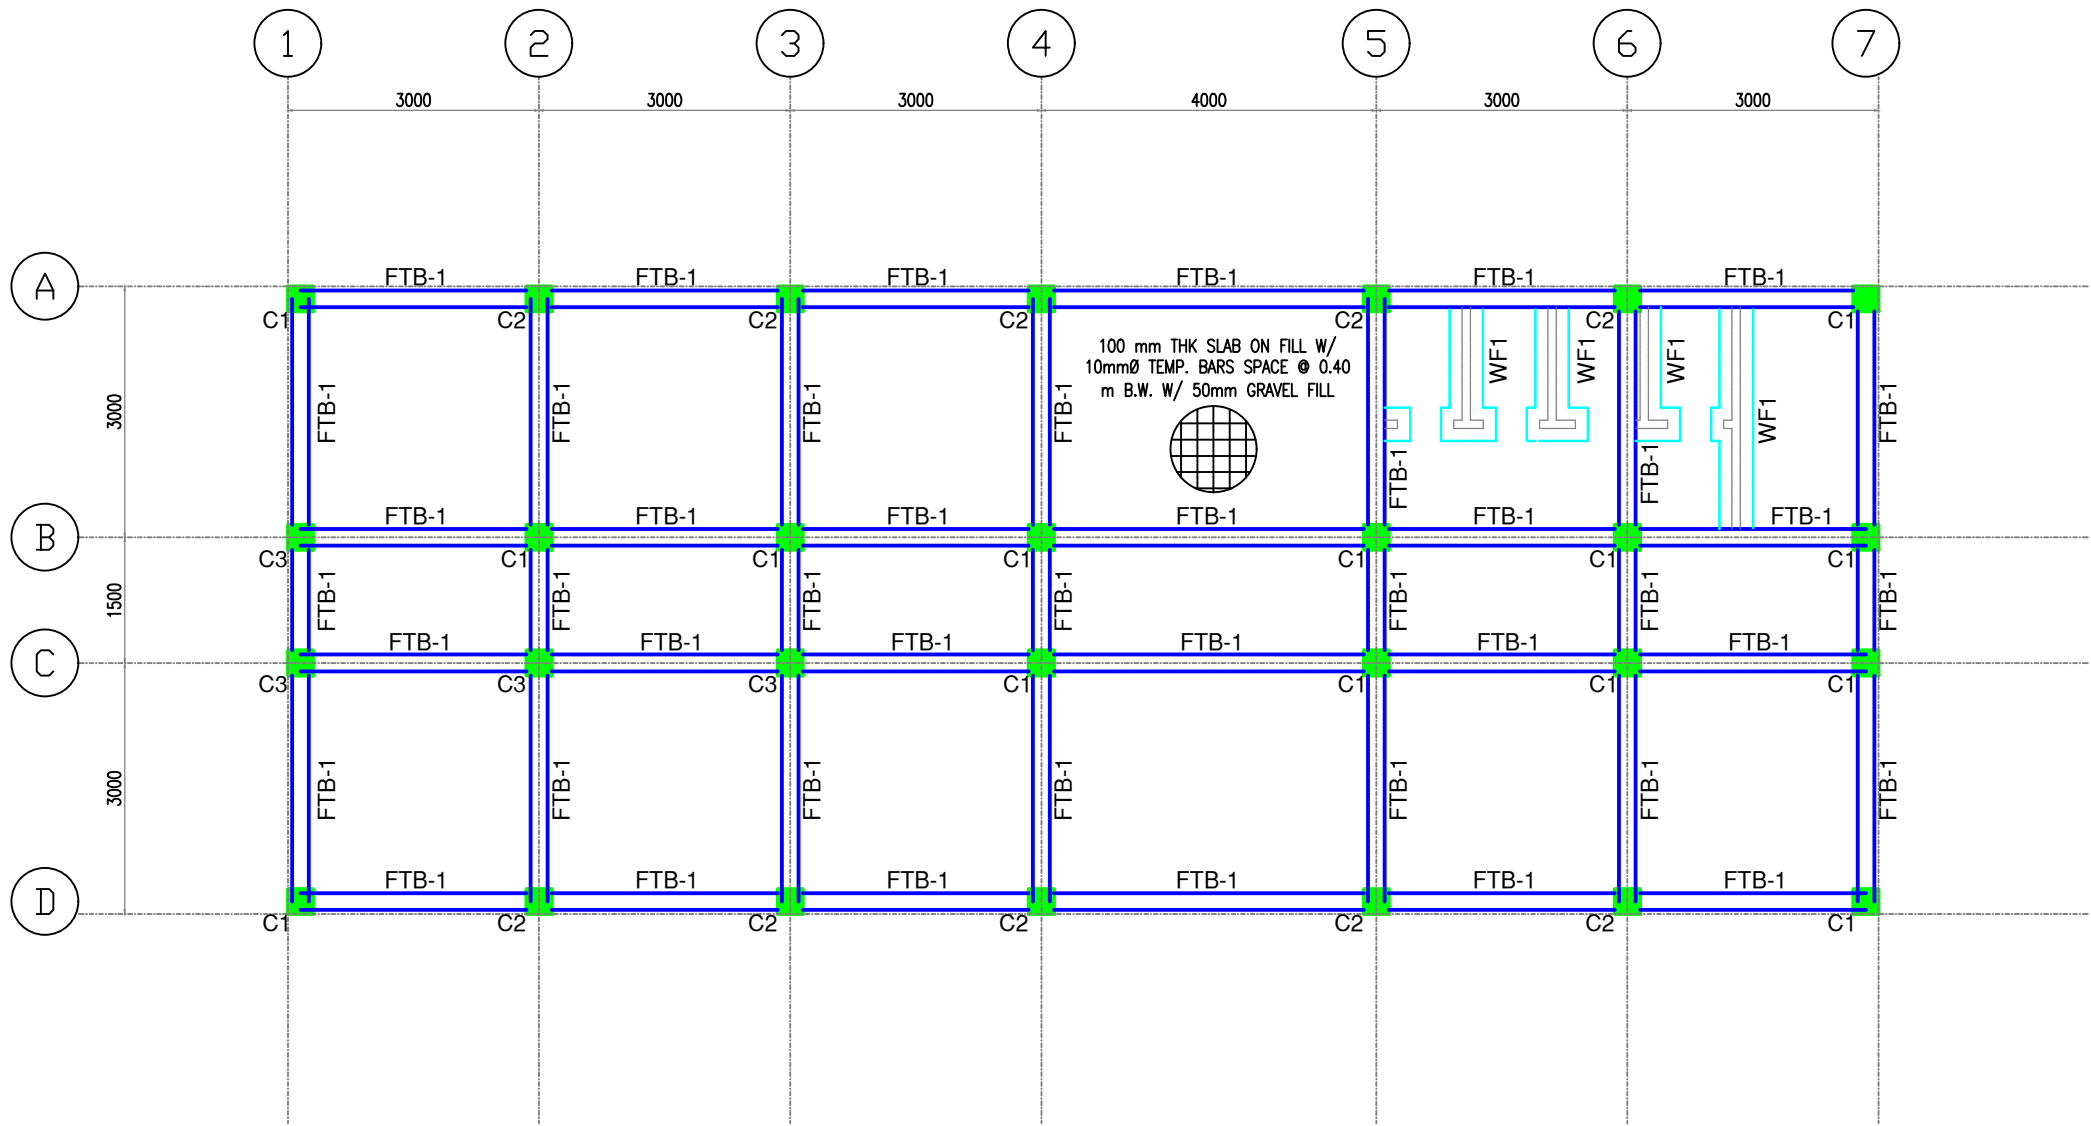 1 2 3 4 5 6 7
3000 3000 3000 4000 3000 3000
A
FTB-1 FTB-1 FTB-1 FTB-1 FTB-1 FTB-1
C1 C2 C2 C2 C2 C2 C1
100 mm THK SLAB ON FILL W/
10mmØ TEMP. BARS SPACE @ 0.40
m B.W. W/ 50mm GRAVEL FILL
WF1 WF1 WF1 WF1
3000
FTB-1 FTB-1 FTB-1 FTB-1 FTB-1 FTB-1 FTB-1
B
FTB-1 FTB-1 FTB-1 FTB-1 FTB-1 FTB-1
C3 C1 C1 C1 C1 C1 C1
1500
FTB-1 FTB-1 FTB-1 FTB-1 FTB-1 FTB-1 FTB-1
C
FTB-1 FTB-1 FTB-1 FTB-1 FTB-1 FTB-1
C3 C3 C3 C1 C1 C1 C1
3000
FTB-1 FTB-1 FTB-1 FTB-1 FTB-1 FTB-1 FTB-1
D
FTB-1 FTB-1 FTB-1 FTB-1 FTB-1 FTB-1
C1 C2 C2 C2 C2 C2 C1